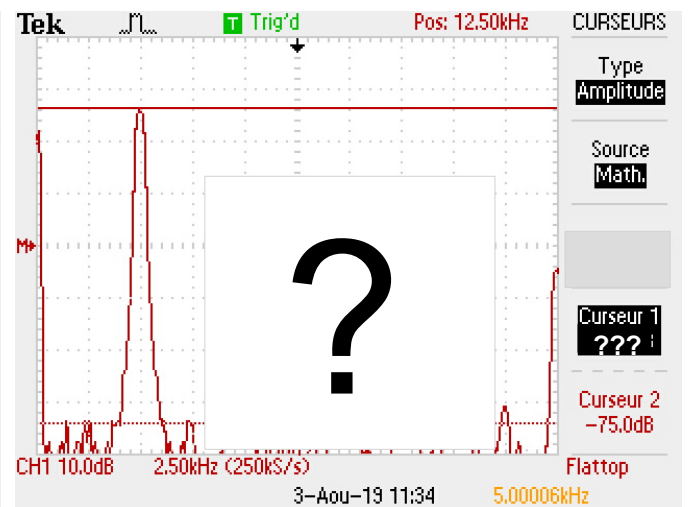 Tek T Trig'd Pos: 12.50kHz CURSEURS
Type
Amplitude
Source
Math.
M
?
Curseur 1
???
Curseur 2
-75.0dB
CH1 10.0dB 2.50kHz (250kS/s) Flattop
3-Aou-19 11:34 5.00006kHz